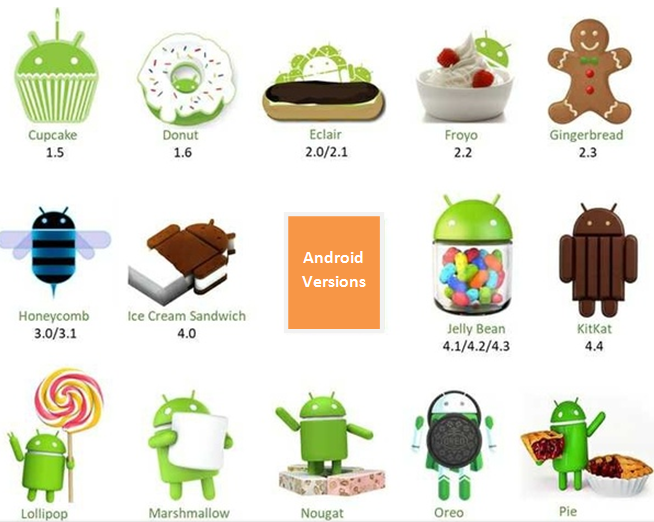 Cupcake
1.5
Donut
1.6
Eclair
2.0/2.1
Froyo
2.2
Gingerbread
2.3
Honeycomb
3.0/3.1
Ice Cream Sandwich
4.0
Android
Versions
Jelly Bean
4.1/4.2/4.3
KitKat
4.4
Lollipop
Marshmallow
Nougat
OREO
Oreo
Pie